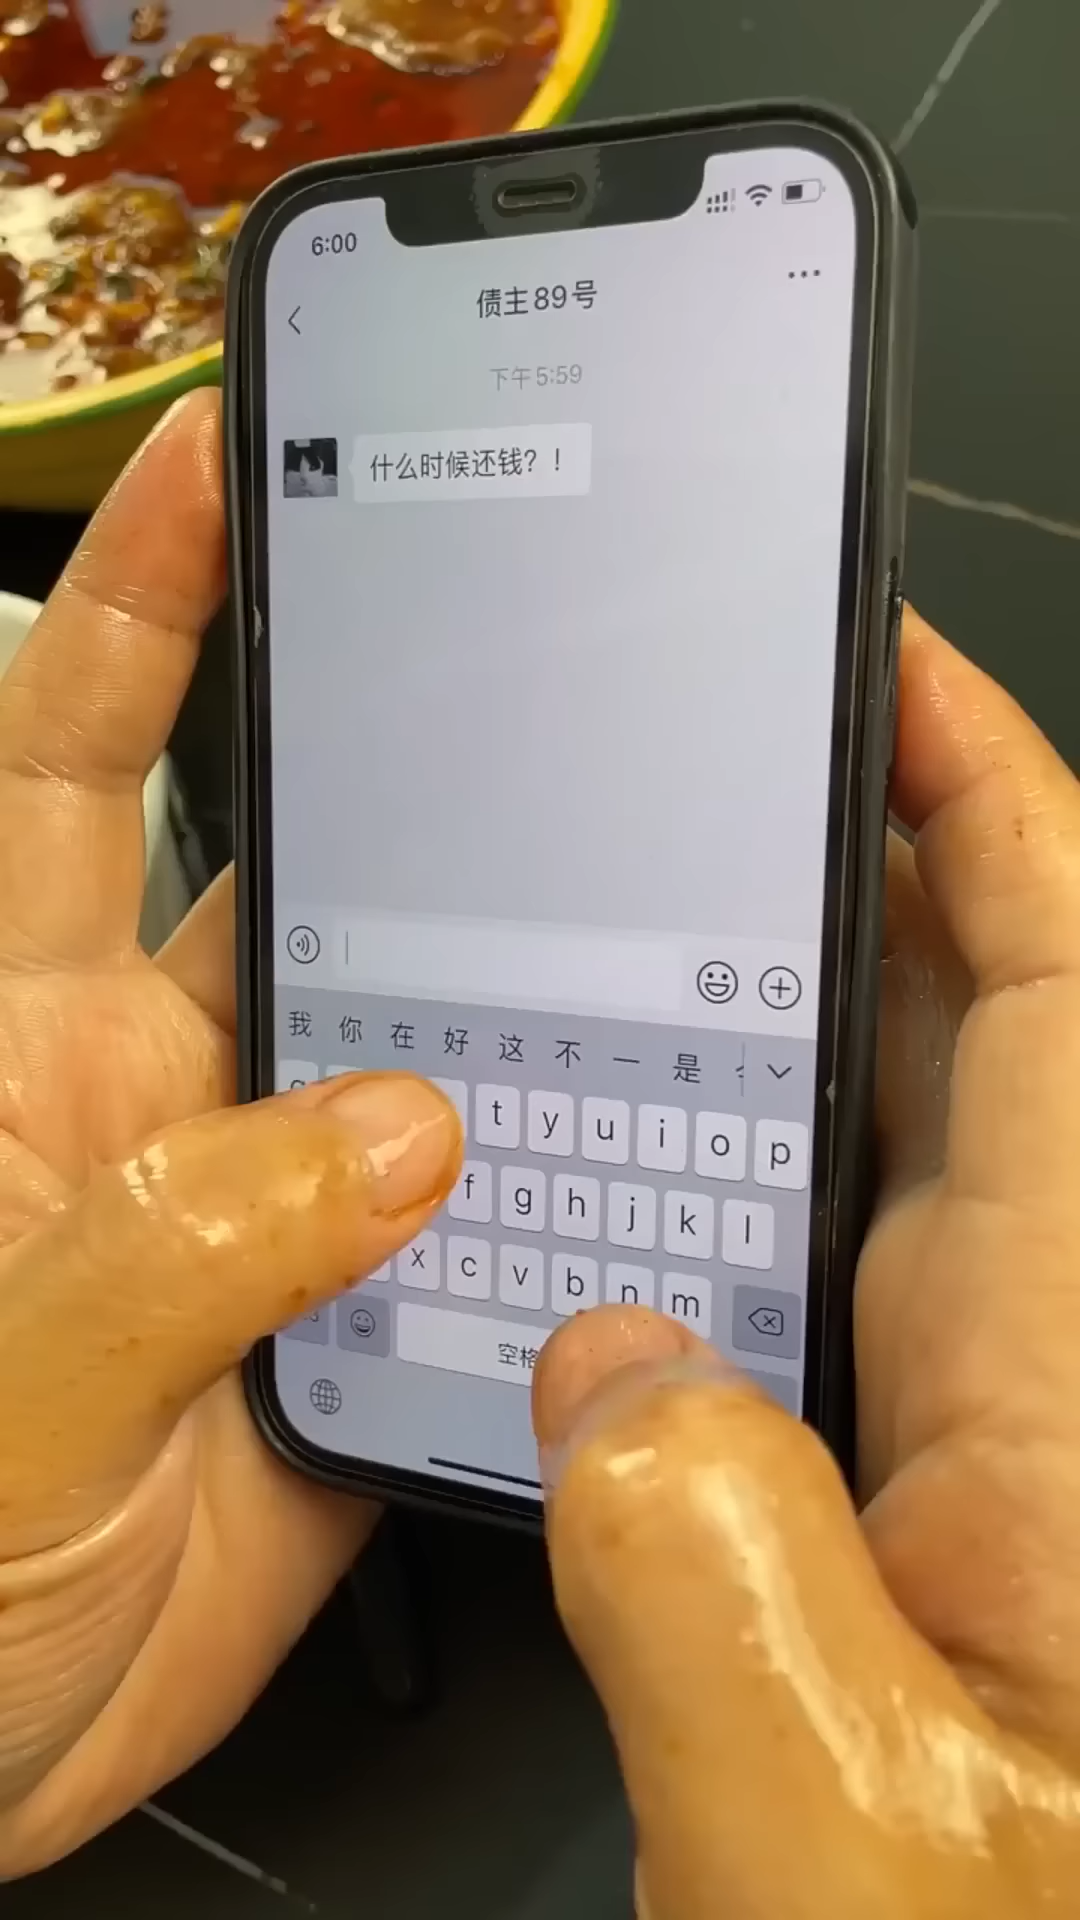 6:00
债主89号
下午5:59
什么时候还钱？！
我 你 在 好 这 不 一 是
t y u i o p
f g h j k l
x c v b n m
空格